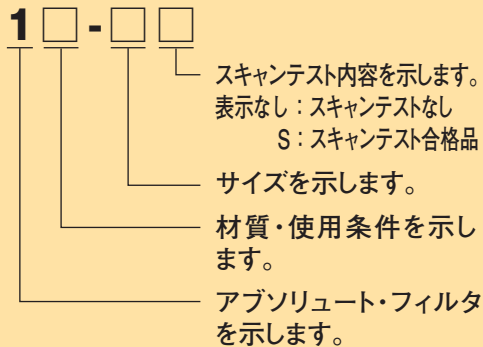 1□-□□
スキャンテスト内容を示します。
表示なし：スキャンテストなし
S：スキャンテスト合格品
サイズを示します。
材質・使用条件を示し
ます。
アブソリュート・フィルタ
を示します。